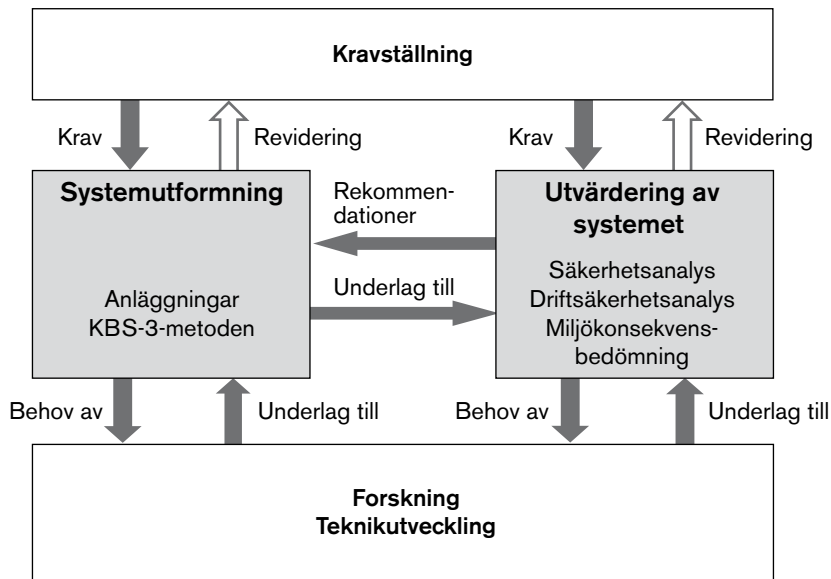 Kravställning
Krav
Revidering
Krav
Revidering
Systemutformning
Anläggningar
KBS-3-metoden
Rekommen-
dationer
Underlag till
Utvärdering av
systemet
Säkerhetsanalys
Driftsäkerhetsanalys
Miljökonsekvens-
bedömning
Behov av
Underlag till
Behov av
Underlag till
Forskning
Teknikutveckling